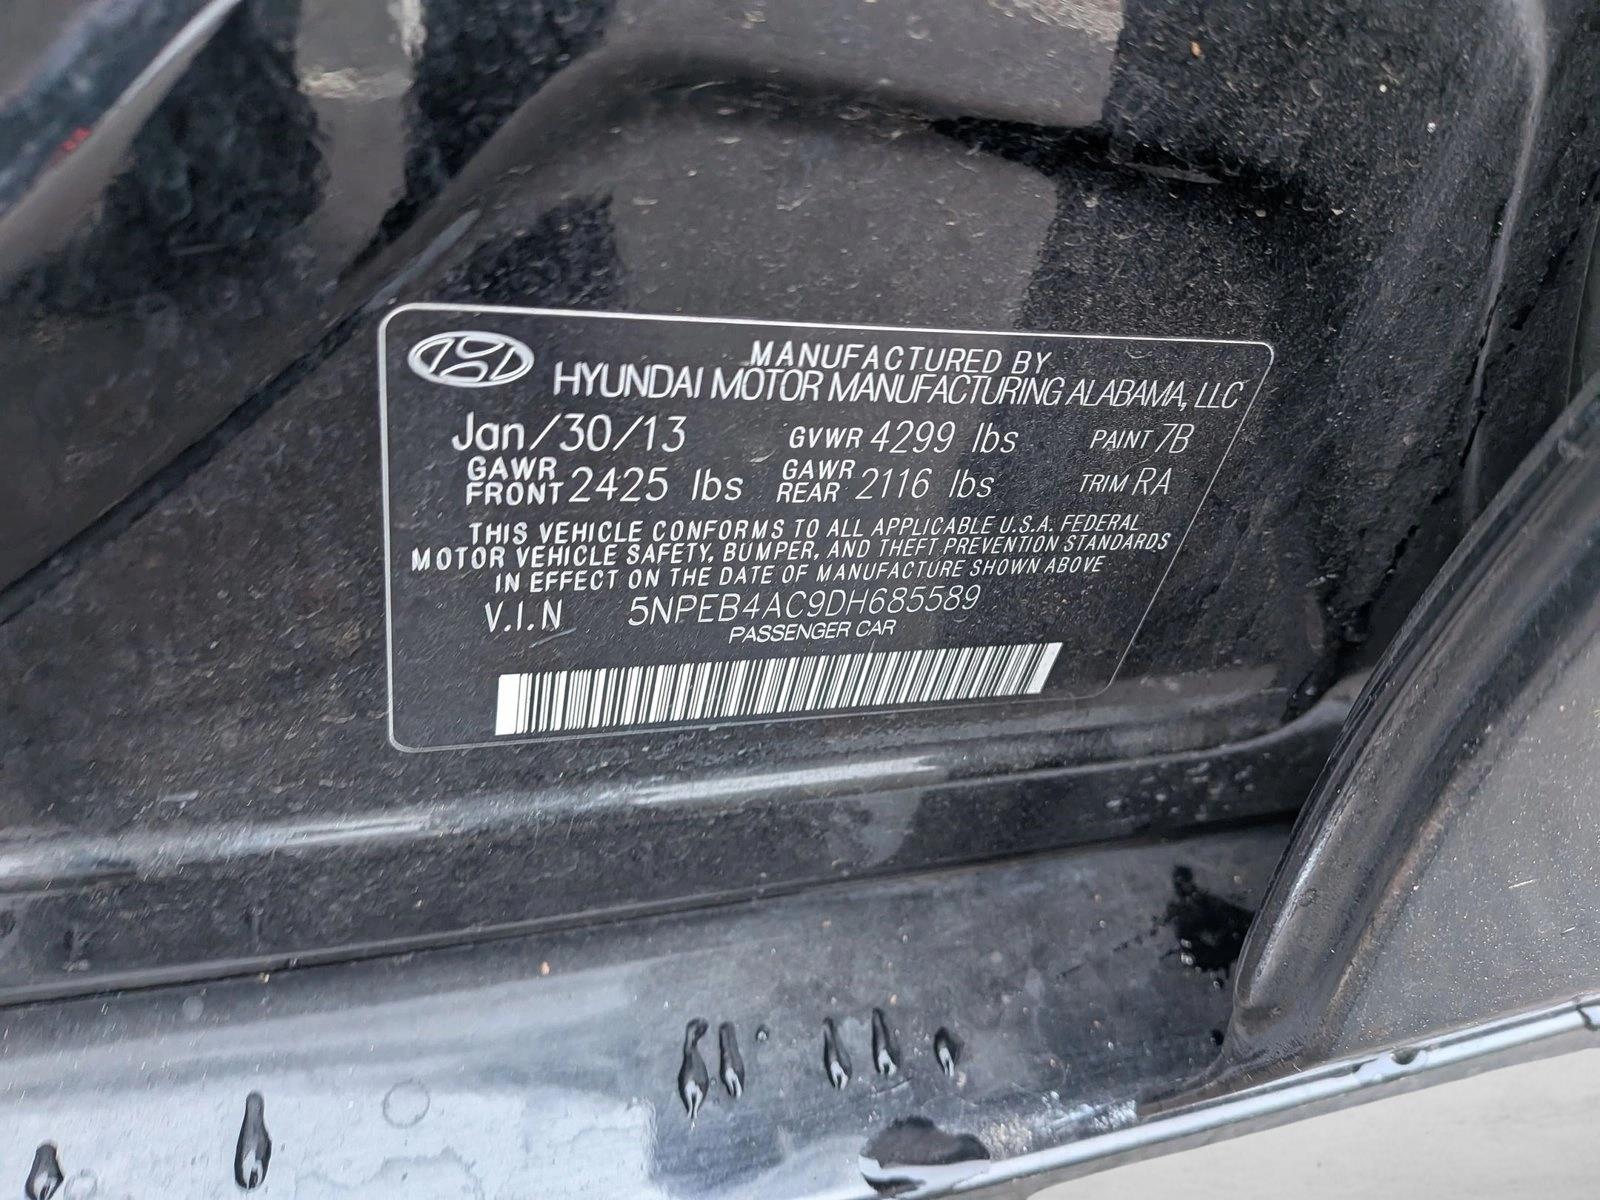 MANUFACTURED BY
HYUNDAI MOTOR MANUFACTURING ALABAMA, LLC
Jan/30/13 GVWR 4299 lbs PAINT 7B
GAWR FRONT 2425 lbs GAWR REAR 2116 lbs TRIM RA
THIS VEHICLE CONFORMS TO ALL APPLICABLE U.S.A. FEDERAL
MOTOR VEHICLE SAFETY, BUMPER, AND THEFT PREVENTION STANDARDS
IN EFFECT ON THE DATE OF MANUFACTURE SHOWN ABOVE
V.I.N 5NPEB4AC9DH685589
PASSENGER CAR